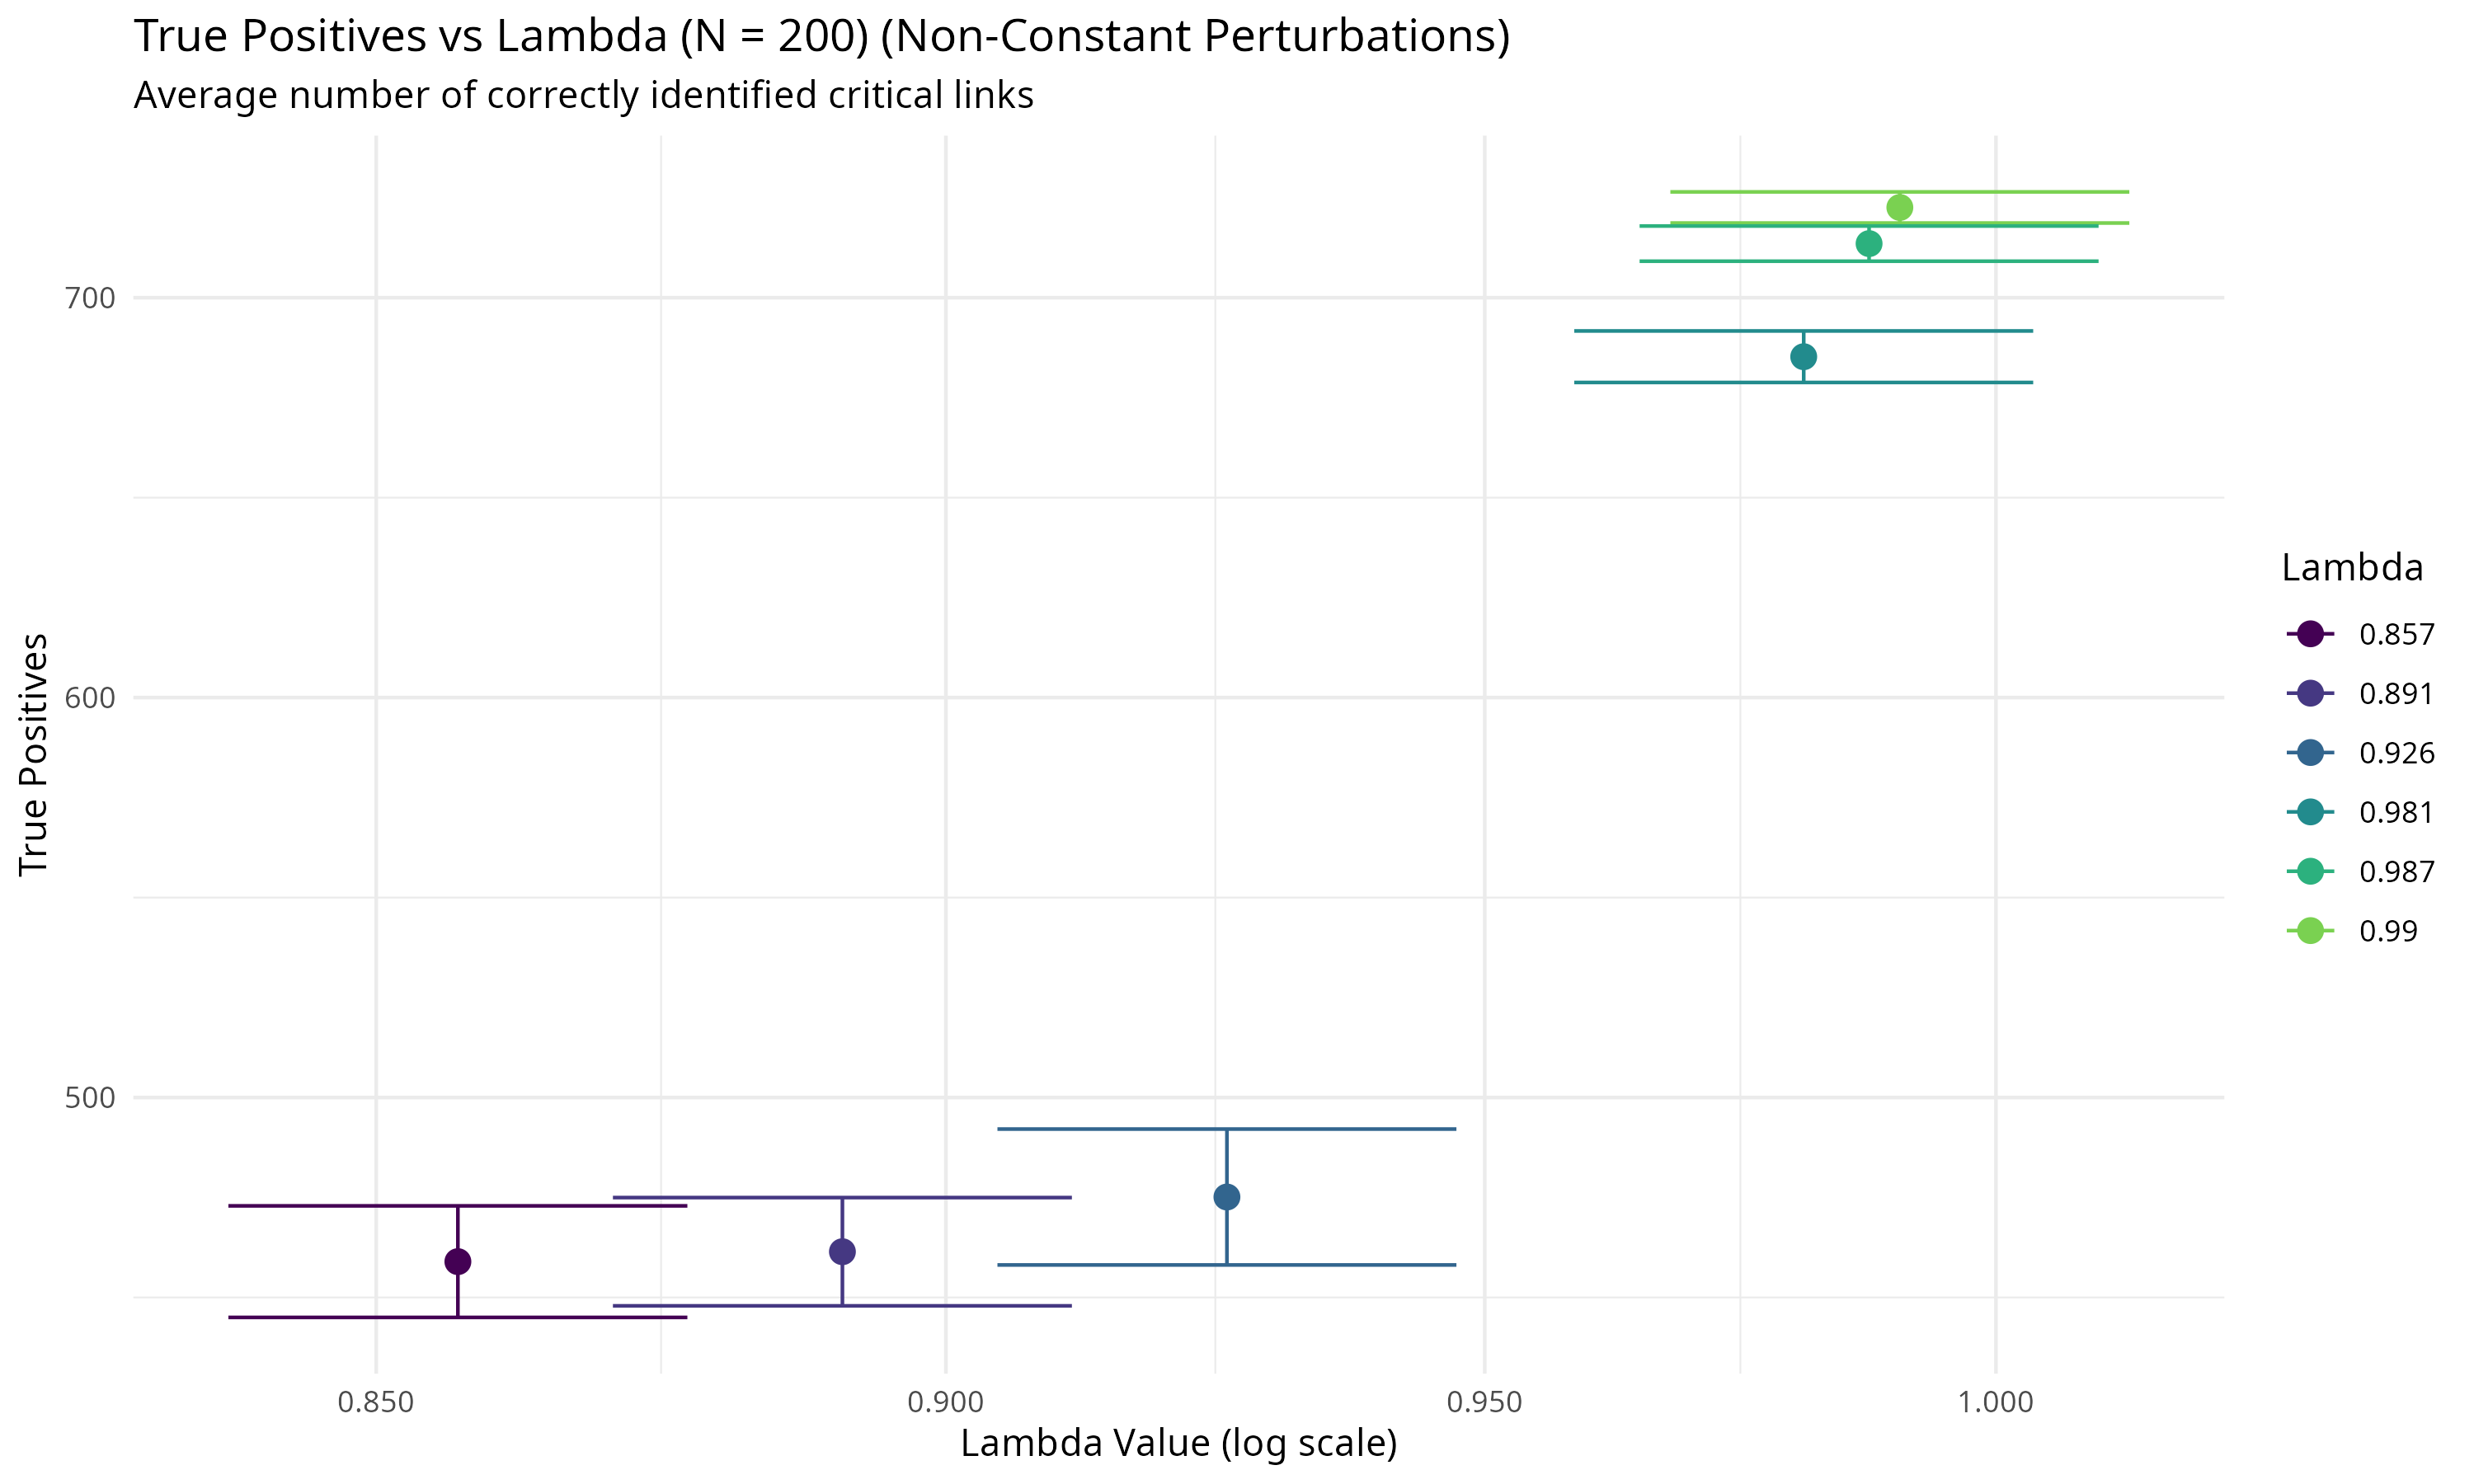 True Positives vs Lambda (N = 200) (Non-Constant Perturbations)
Average number of correctly identified critical links
True Positives
700
600
500
0.850
0.900
0.950
1.000
Lambda Value (log scale)
Lambda
0.857
0.891
0.926
0.981
0.987
0.99